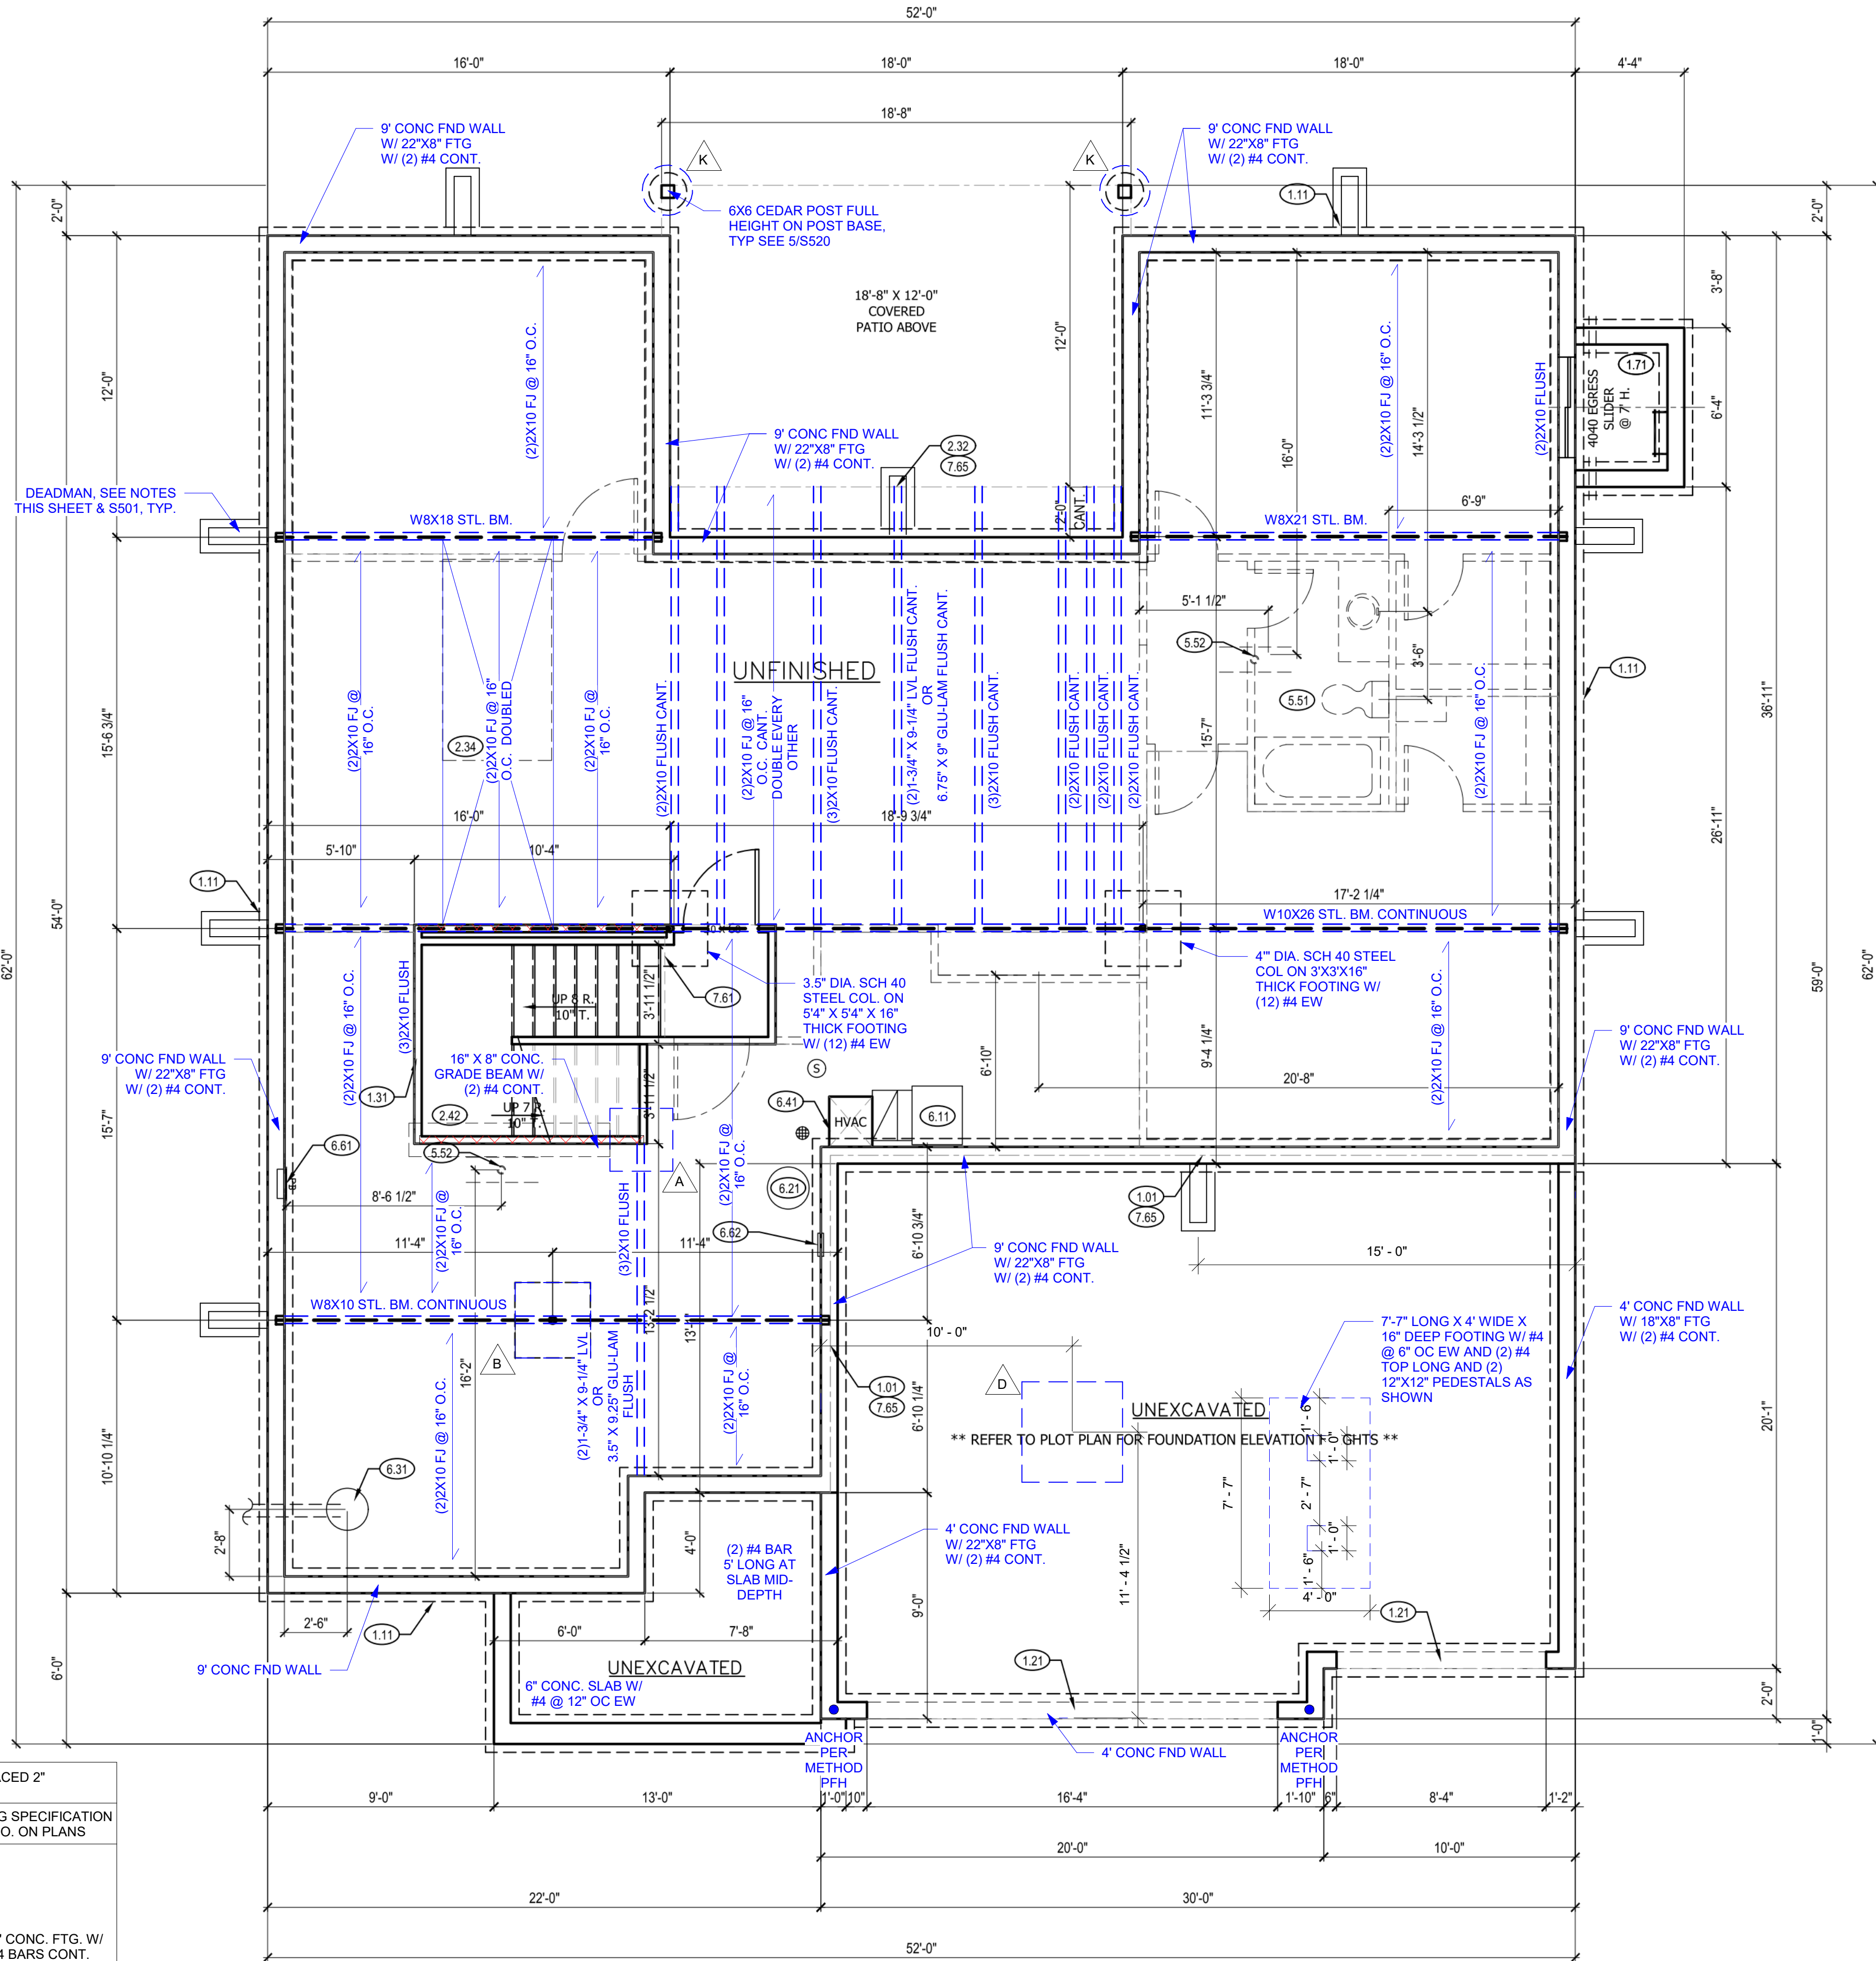 52'-0"
16'-0"
18'-0"
18'-0"
4'-4"
18'-8"
9' CONC FND WALL
W/ 22"X8" FTG
W/ (2) #4 CONT.
K
K
9' CONC FND WALL
W/ 22"X8" FTG
W/ (2) #4 CONT.
1.11
2'-0"
2'-0"
6X6 CEDAR POST FULL
HEIGHT ON POST BASE,
TYP SEE 5/S520
18'-8" X 12'-0"
COVERED
PATIO ABOVE
12'-0"
12'-0"
(2)2X10 FJ @ 16" O.C.
(2)2X10 FJ @ 16" O.C.
11'-3 3/4"
16'-0"
14'-3 1/2"
(2)2X10 FLUSH
4040 EGRESS
SLIDER
@ 7' H.
1.71
3'-8"
6'-4"
36'-11"
9' CONC FND WALL
W/ 22"X8" FTG
W/ (2) #4 CONT.
2.32
7.65
DEADMAN, SEE NOTES
THIS SHEET & S501, TYP.
W8X18 STL. BM.
2'-0"
CANT.
W8X21 STL. BM.
6'-9"
5'-1 1/2"
5.52
3'-6"
5.51
1.11
UNFINISHED
15'-6 3/4"
(2)2X10 FJ @
16" O.C.
2.34
(2)2X10 FJ @ 16"
O.C. DOUBLED
(2)2X10 FJ @
16" O.C.
(2)2X10 FLUSH CANT.
(2)2X10 FJ @ 16"
O.C. CANT.
DOUBLE EVERY
OTHER
(3)2X10 FLUSH CANT.
(2)1-3/4" X 9-1/4" LVL FLUSH CANT.
OR
6.75" X 9" GLU-LAM FLUSH CANT.
(3)2X10 FLUSH CANT.
(2)2X10 FLUSH CANT.
(2)2X10 FLUSH CANT.
(2)2X10 FLUSH CANT.
15'-7"
(2)2X10 FJ @ 16" O.C.
26'-11"
16'-0"
18'-9 3/4"
5'-10"
10'-4"
1.11
17'-2 1/4"
W10X26 STL. BM. CONTINUOUS
54'-0"
62'-0"
59'-0"
62'-0"
7.61
3'-11 1/2"
UP 8 R.
10" T.
3.5" DIA. SCH 40
STEEL COL. ON
5'4" X 5'4" X 16"
THICK FOOTING
W/ (12) #4 EW
4'" DIA. SCH 40 STEEL
COL ON 3'X3'X16"
THICK FOOTING W/
(12) #4 EW
(2)2X10 FJ @ 16" O.C.
(3)2X10 FLUSH
9' CONC FND WALL
W/ 22"X8" FTG
W/ (2) #4 CONT.
16" X 8" CONC.
GRADE BEAM W/
(2) #4 CONT.
S
6'-10"
9'-4 1/4"
20'-8"
(2)2X10 FJ @ 16" O.C.
9' CONC FND WALL
W/ 22"X8" FTG
W/ (2) #4 CONT.
1.31
2.42
UP 7 R.
10" T.
3'-11 1/2"
6.41
HVAC
6.11
15'-7"
6.61
5.52
8'-6 1/2"
A
(2)2X10 FJ @
16" O.C.
6.21
1.01
7.65
(2)2X10 FJ @
16" O.C.
11'-4"
11'-4"
6.62
(3)2X10 FLUSH
6'-10 3/4"
9' CONC FND WALL
W/ 22"X8" FTG
W/ (2) #4 CONT.
15' - 0"
W8X10 STL. BM. CONTINUOUS
13'-2 1/2"
B
(2)1-3/4" X 9-1/4" LVL
OR
3.5" X 9.25" GLU-LAM
FLUSH
(2)2X10 FJ @
16" O.C.
10' - 0"
7'-7" LONG X 4' WIDE X
16" DEEP FOOTING W/ #4
@ 6" OC EW AND (2) #4
TOP LONG AND (2)
12"X12" PEDESTALS AS
SHOWN
4' CONC FND WALL
W/ 18"X8" FTG
W/ (2) #4 CONT.
16'-2"
(2)2X10 FJ @ 16" O.C.
1.01
7.65
6'-10 1/4"
D
UNEXCAVATED
1' - 6"
1' - 0"
2' - 7"
1' - 0"
1' - 6"
7' - 7"
4' - 0"
20'-1"
10'-10 1/4"
6.31
2'-8"
4'-0"
(2) #4 BAR
5' LONG AT
SLAB MID-
DEPTH
4' CONC FND WALL
W/ 22"X8" FTG
W/ (2) #4 CONT.
9'-0"
11' - 4 1/2"
1.21
2'-6"
1.11
6'-0"
7'-8"
9' CONC FND WALL
UNEXCAVATED
6" CONC. SLAB W/
#4 @ 12" OC EW
1.21
6'-0"
2'-0"
1'-0"
ANCHOR
PER
METHOD
PFH
4' CONC FND WALL
ANCHOR
PER
METHOD
PFH
9'-0"
13'-0"
1'-0"
10"
16'-4"
1'-10"
6"
8'-4"
1'-2"
20'-0"
10'-0"
22'-0"
30'-0"
52'-0"
ACED 2"
G SPECIFICATION
O. ON PLANS
CONC. FTG. W/
4 BARS CONT.